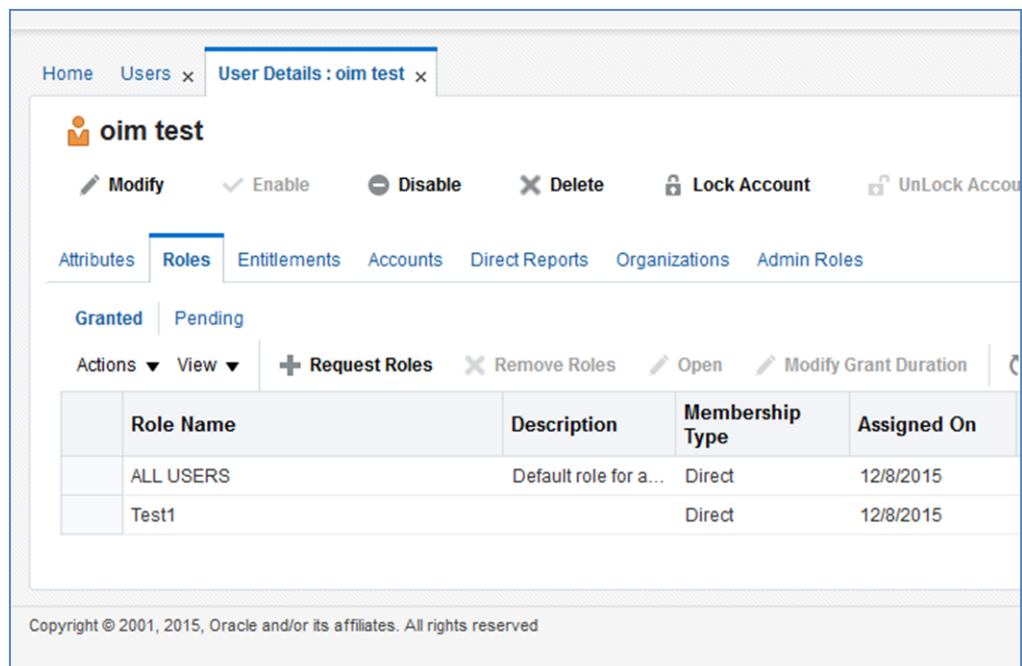 Home Users × User Details : oim test ×
oim test
Modify Enable Disable Delete Lock Account UnLock Accou
Attributes Roles Entitlements Accounts Direct Reports Organizations Admin Roles
Granted Pending
Actions View Request Roles Remove Roles Open Modify Grant Duration
Role Name Description Membership Type Assigned On
ALL USERS Default role for a... Direct 12/8/2015
Test1 Direct 12/8/2015
Copyright © 2001, 2015, Oracle and/or its affiliates. All rights reserved